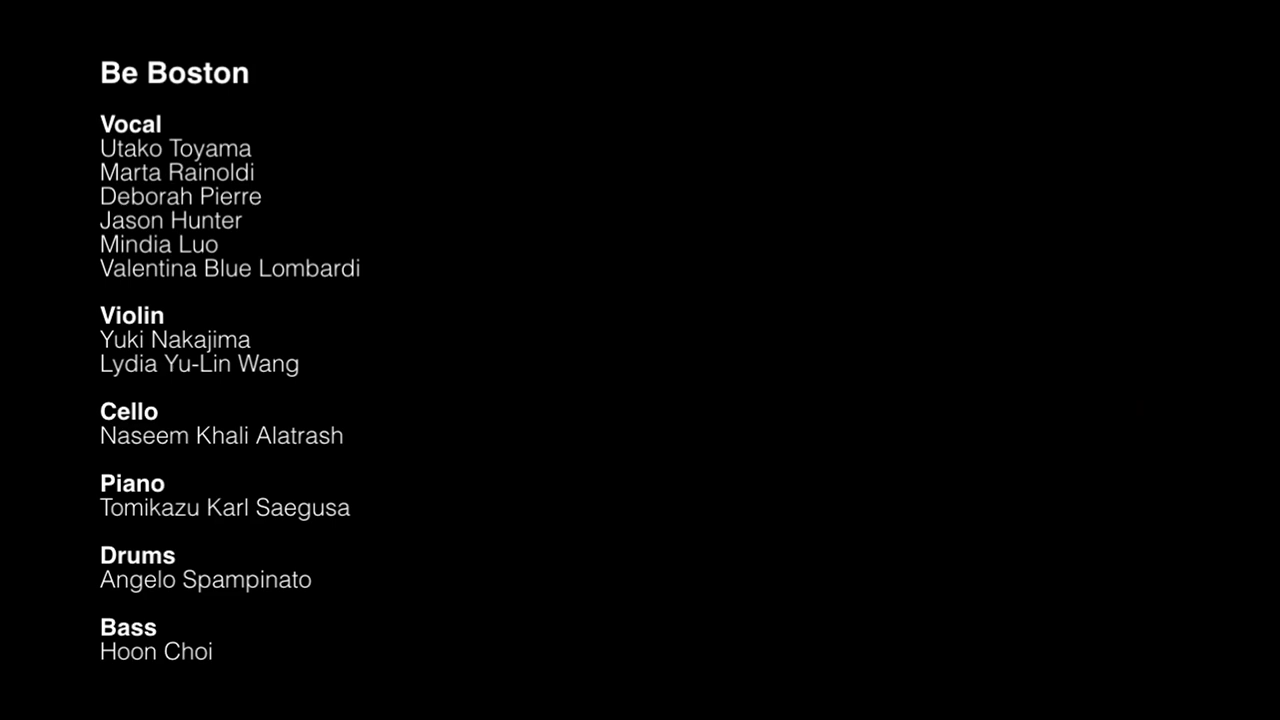 Be Boston
Vocal
Utako Toyama
Marta Rainoldi
Deborah Pierre
Jason Hunter
Mindia Luo
Valentina Blue Lombardi
Violin
Yuki Nakajima
Lydia Yu-Lin Wang
Cello
Naseem Khali Alatrash
Piano
Tomikazu Karl Saegusa
Drums
Angelo Spampinato
Bass
Hoon Choi